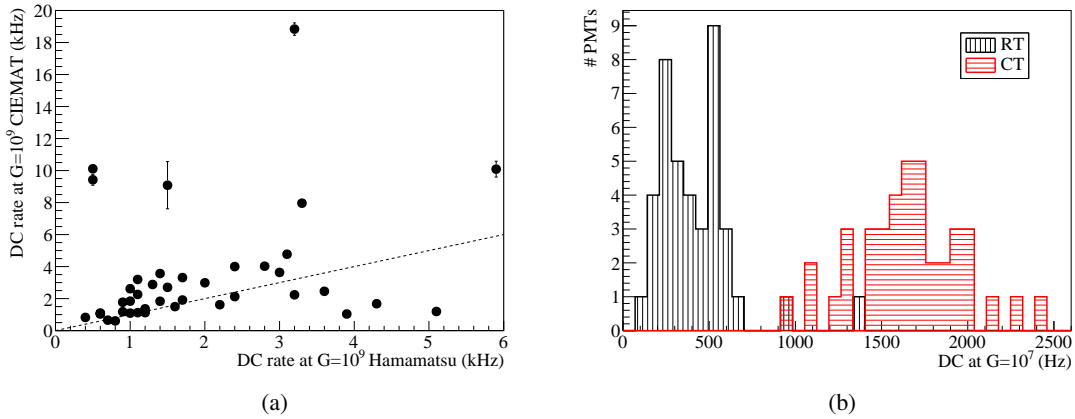 DC rate at G=10⁹ CIEMAT (kHz)
20
18
16
14
12
10
8
6
4
2
0
0 1 2 3 4 5 6
DC rate at G=10⁹ Hamamatsu (kHz)
(a)
# PMTs
9
8
7
6
5
4
3
2
1
0
RT
CT
0 500 1000 1500 2000 2500
DC at G=10⁷ (Hz)
(b)